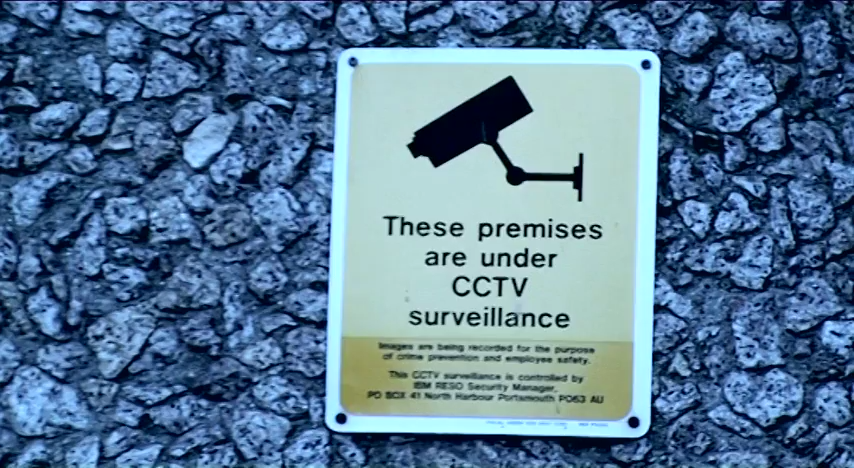 These premises
are under
CCTV
surveillance
Images are being recorded for the purpose
of crime prevention and employee safety.
This CCTV surveillance is controlled by
IBM RESO Security Manager,
PO BOX 41 North Harbour Portsmouth PO63 AU